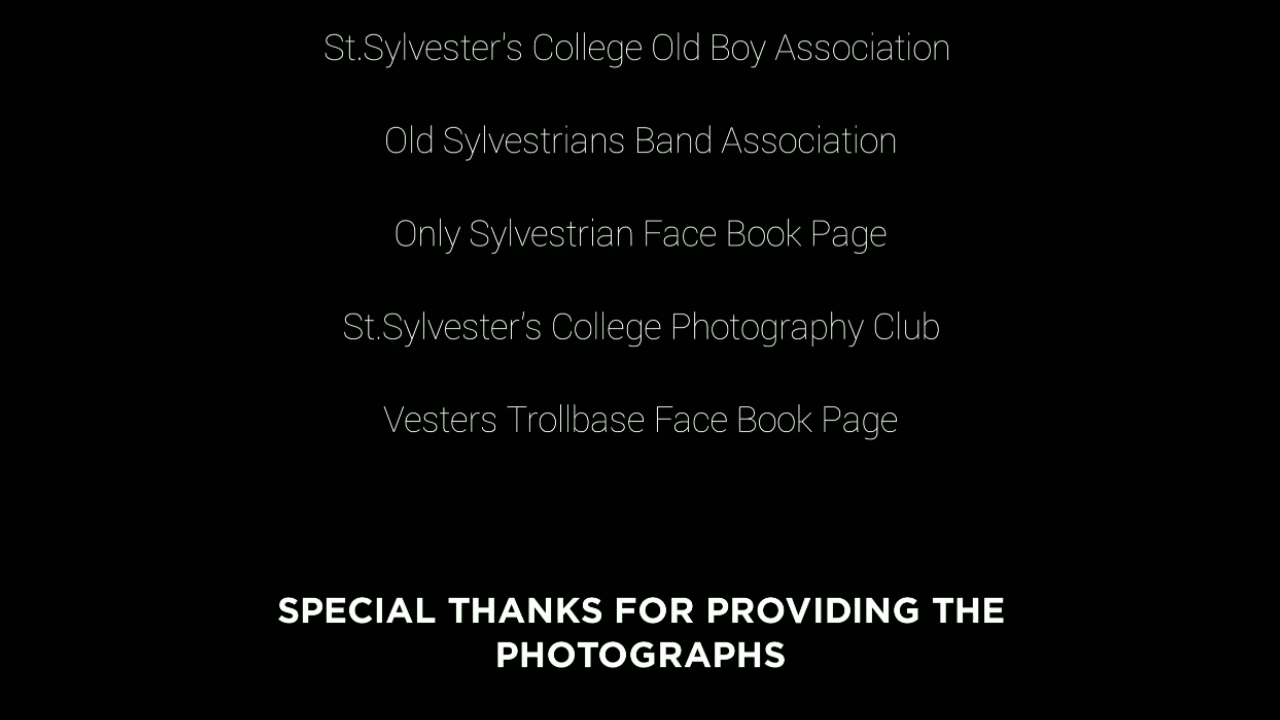 St.Sylvester's College Old Boy Association
Old Sylvestrians Band Association
Only Sylvestrian Face Book Page
St.Sylvester's College Photography Club
Vesters Trollbase Face Book Page
SPECIAL THANKS FOR PROVIDING THE
PHOTOGRAPHS